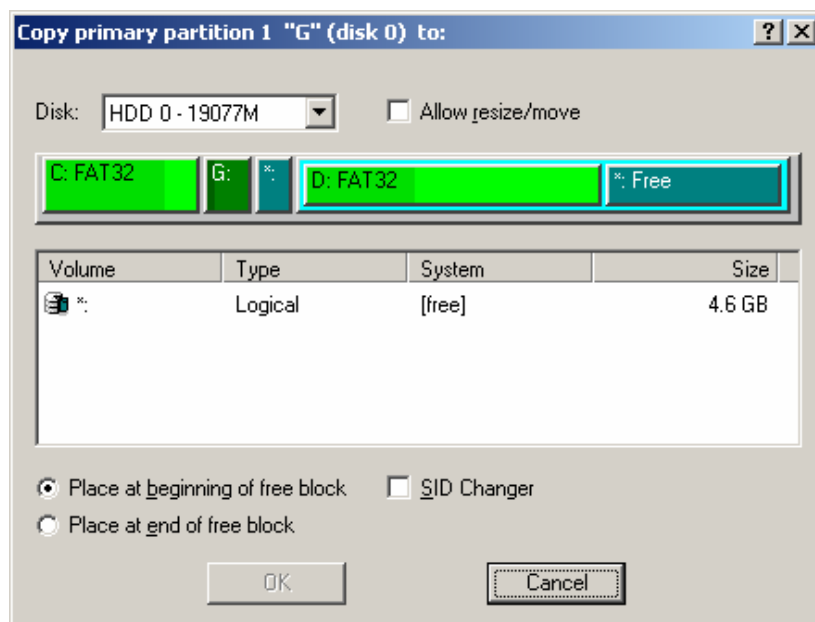 Copy primary partition 1 "G" (disk 0) to:
Disk: HDD 0 - 19077M Allow resize/move
C: FAT32 G: *: D: FAT32 *: Free
Volume Type System Size
*: Logical [free] 4.6 GB
Place at beginning of free block SID Changer
Place at end of free block
OK Cancel